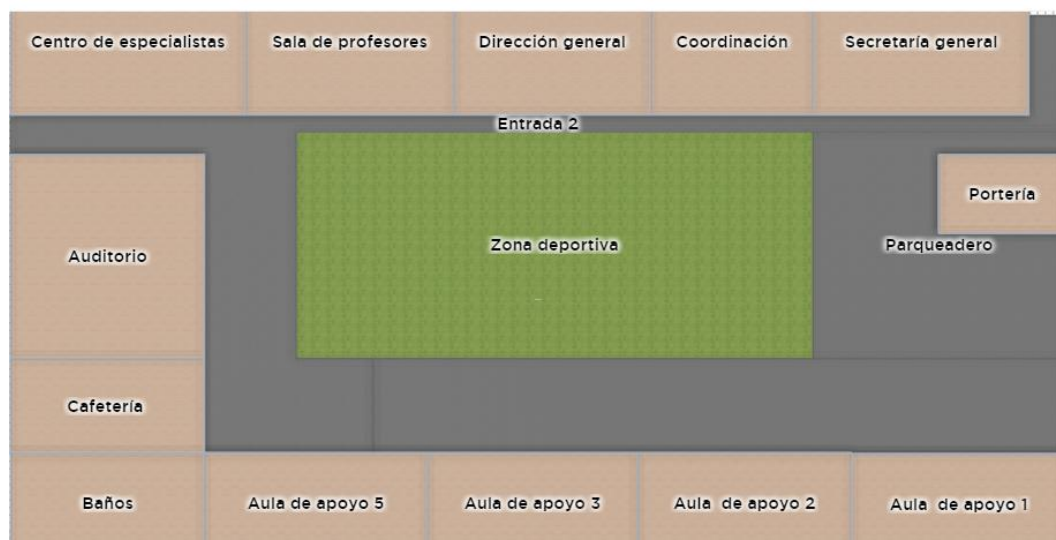 Centro de especialistas
Sala de profesores
Dirección general
Coordinación
Secretaría general
Entrada 2
Portería
Zona deportiva
Parqueadero
Auditorio
Cafetería
Baños
Aula de apoyo 5
Aula de apoyo 3
Aula de apoyo 2
Aula de apoyo 1